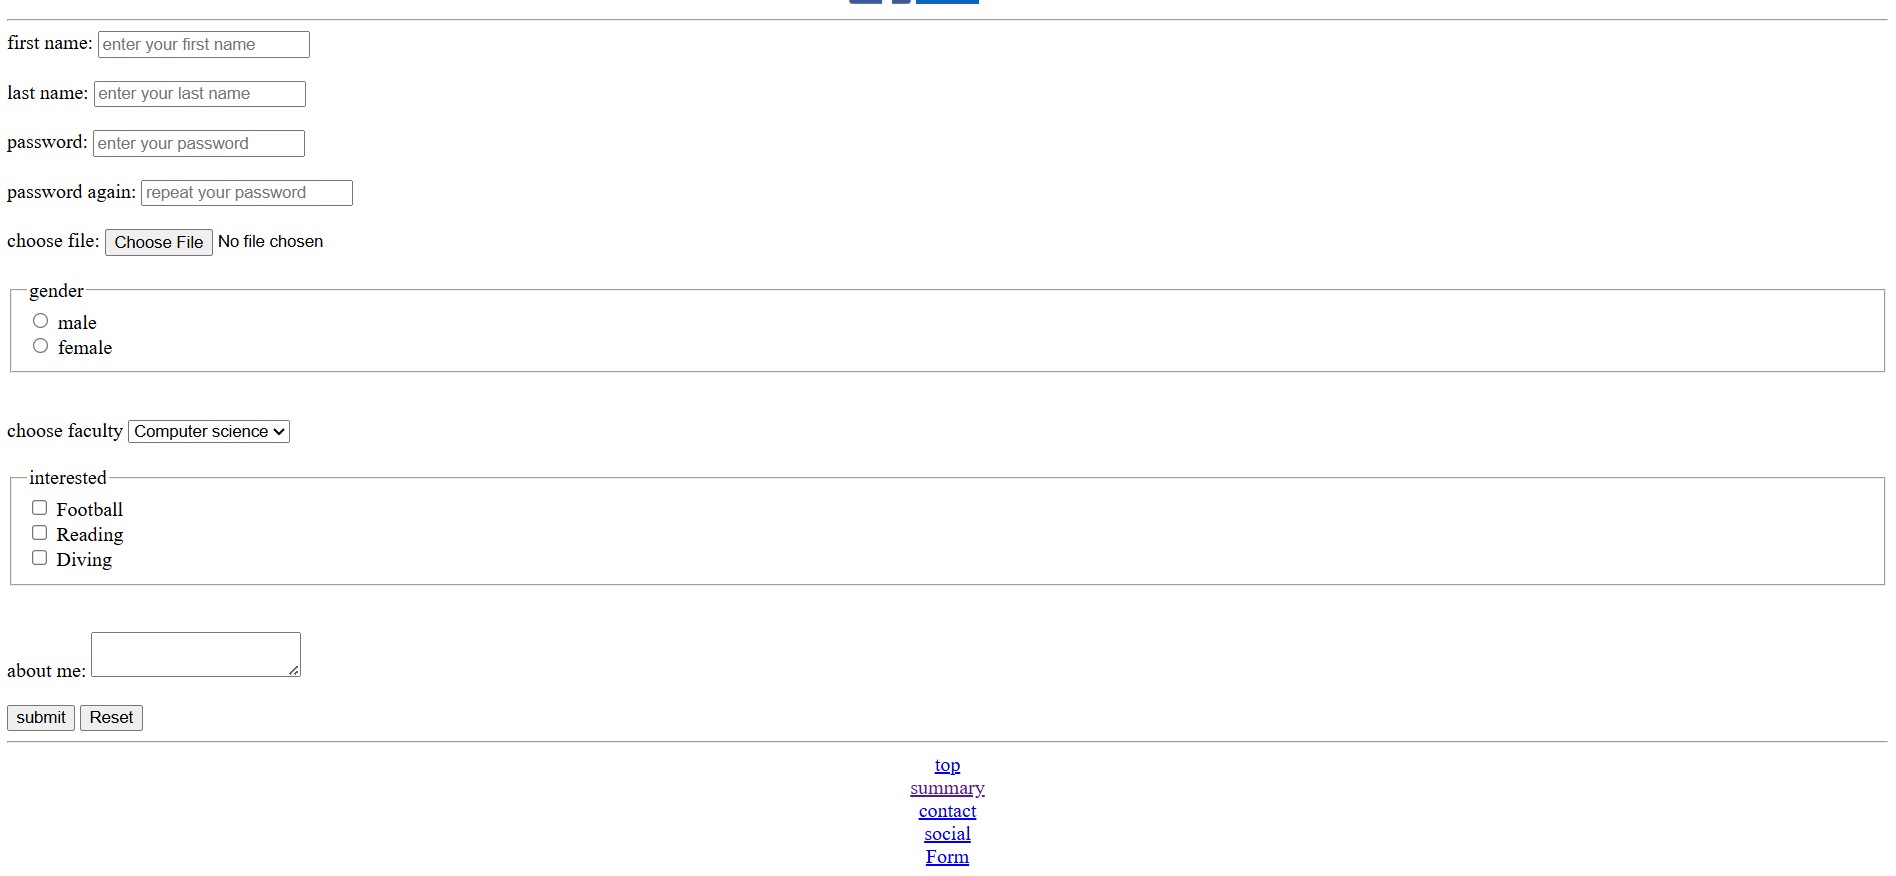 first name: enter your first name
last name: enter your last name
password: enter your password
password again: repeat your password
choose file: Choose File No file chosen
gender
male
female
choose faculty Computer science
interested
Football
Reading
Diving
about me:
submit Reset
top
summary
contact
social
Form